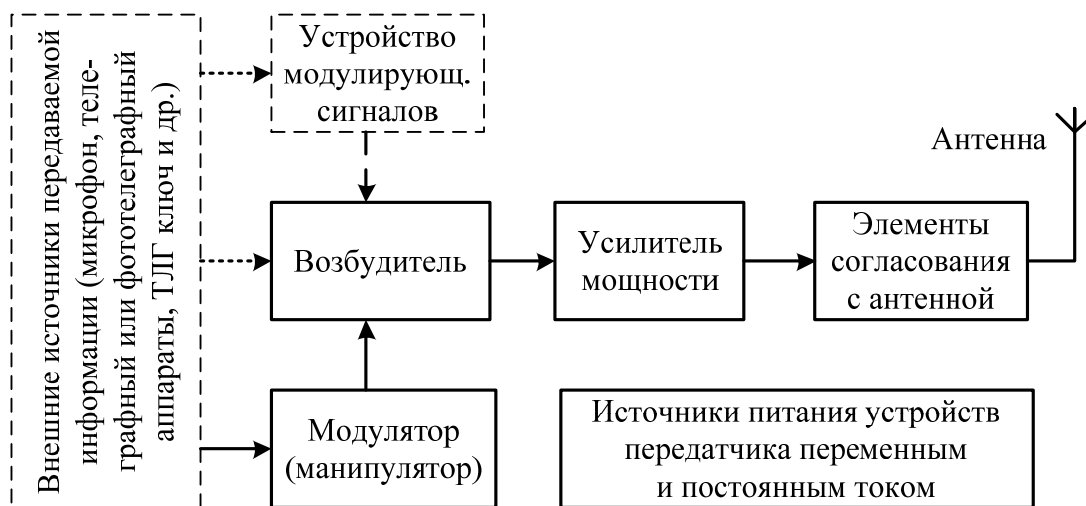 Внешние источники передаваемой
информации (микрофон, теле-
графный или фототелеграфный
аппараты, ТЛГ ключ и др.)
Устройство
модулирующ.
сигналов
Антенна
Возбудитель
Усилитель
мощности
Элементы
согласования
с антенной
Модулятор
(манипулятор)
Источники питания устройств
передатчика переменным
и постоянным током